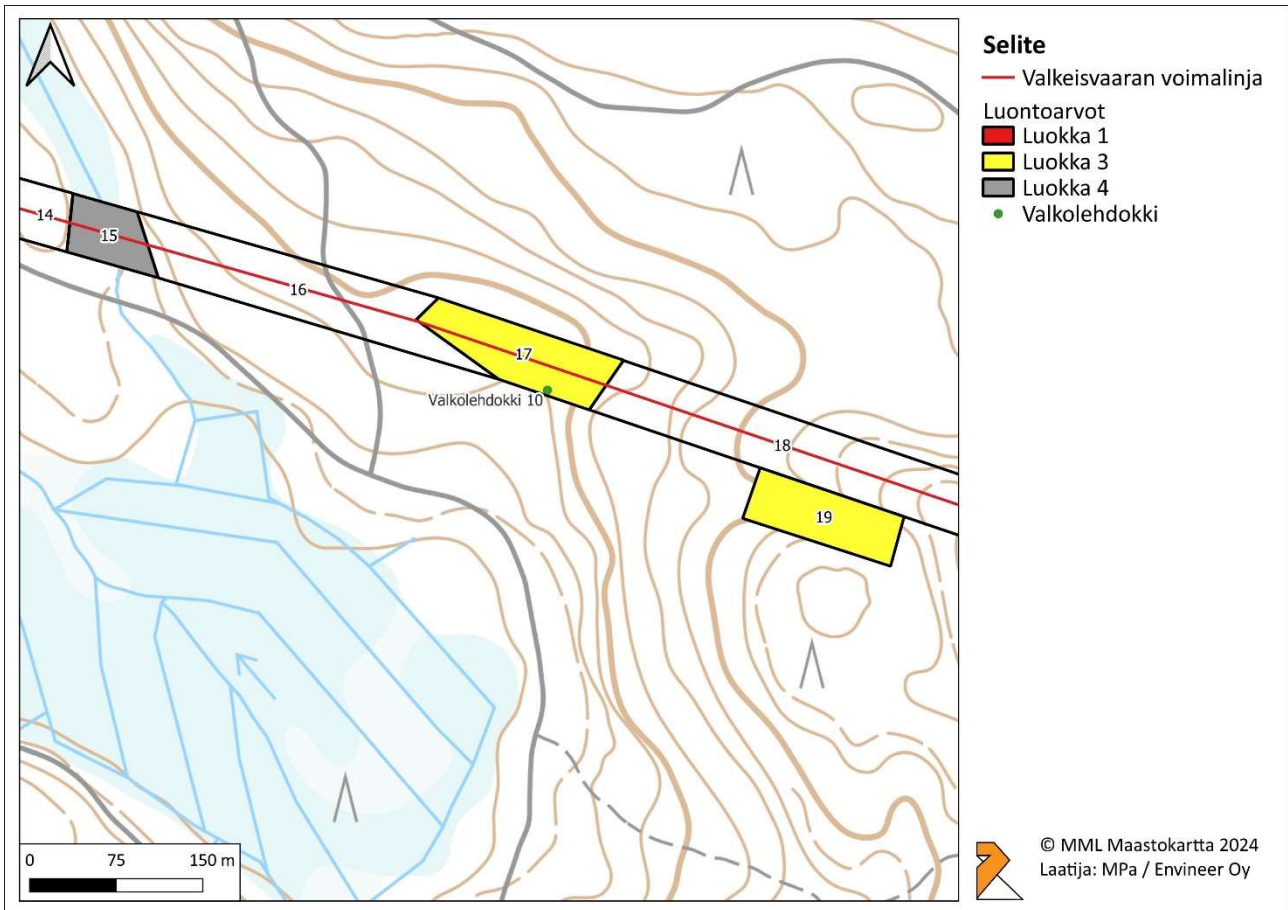 14
15
16
17
Valkolehdokki 10
18
19
0 75 150 m
Selite
Valkeisvaaran voimalinja
Luontoarvot
Luokka 1
Luokka 3
Luokka 4
Valkolehdokki
© MML Maastokartta 2024
Laatija: MPa / Envineer Oy